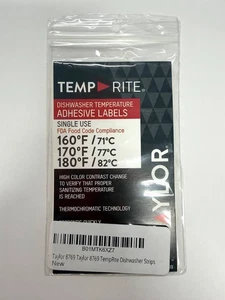 TEMP RITE®
DISHWASHER TEMPERATURE
ADHESIVE LABELS
SINGLE USE
FDA Food Code Compliance
160°F/71°C
170°F/77°C
180°F/82°C
HIGH COLOR CONTRAST CHANGE
TO VERIFY THAT PROPER
SANITIZING TEMPERATURE
IS REACHED
THERMOCHROMATIC TECHNOLOGY
YLOR
B01MTK6XZ7
Taylor 8769 Taylor 8769 TempRite Dishwasher Strips
New